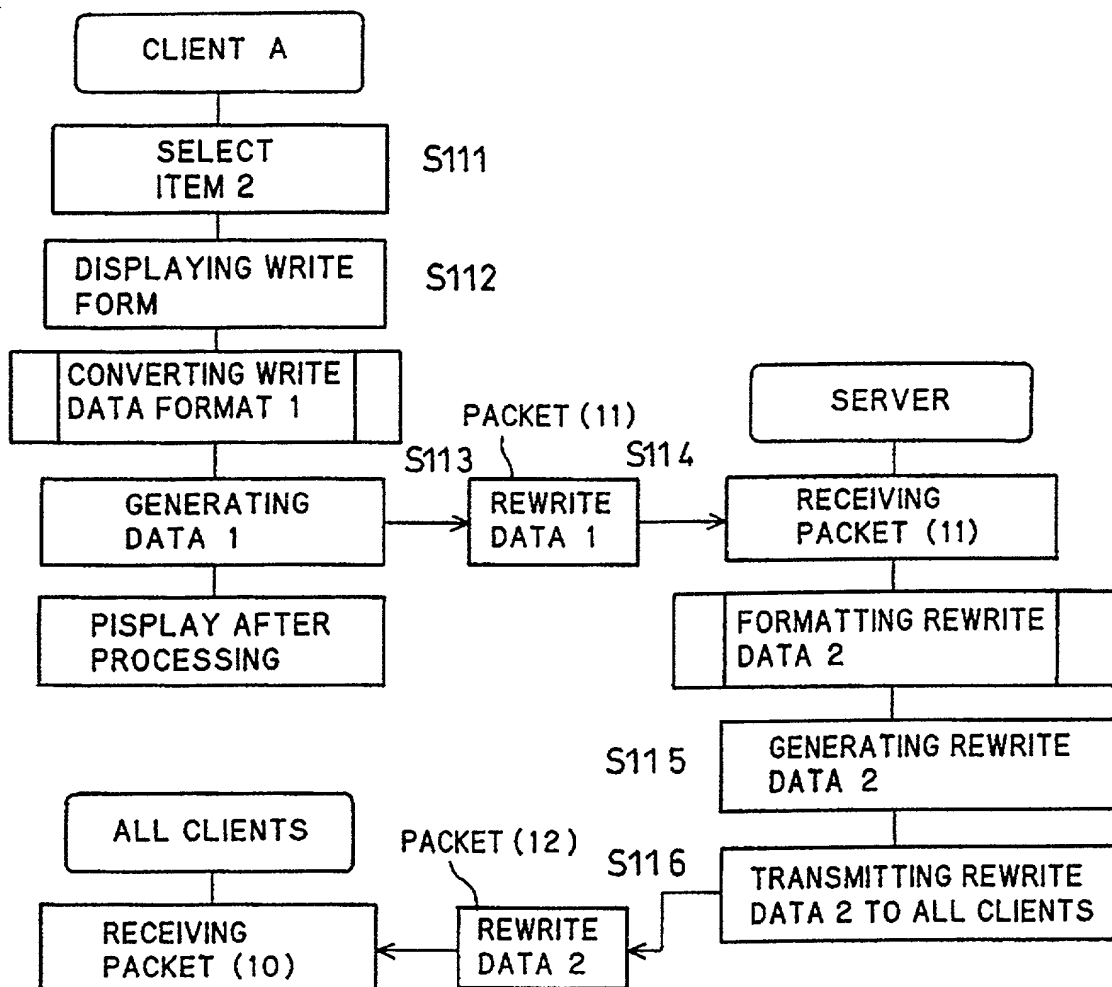 CLIENT A
SELECT
ITEM 2
S111
DISPLAYING WRITE
FORM
S112
CONVERTING WRITE
DATA FORMAT 1
GENERATING
DATA 1
S113
PACKET (11)
REWRITE
DATA 1
S114
PISPLAY AFTER
PROCESSING
SERVER
RECEIVING
PACKET (11)
FORMATTING REWRITE
DATA 2
S115
GENERATING REWRITE
DATA 2
S116
TRANSMITTING REWRITE
DATA 2 TO ALL CLIENTS
PACKET (12)
REWRITE
DATA 2
ALL CLIENTS
RECEIVING
PACKET (10)